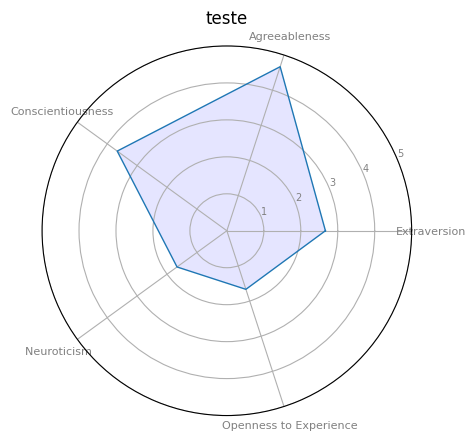 teste
Agreeableness
Conscientiousness
5
4
3
2
1
Extraversion
Neuroticism
Openness to Experience